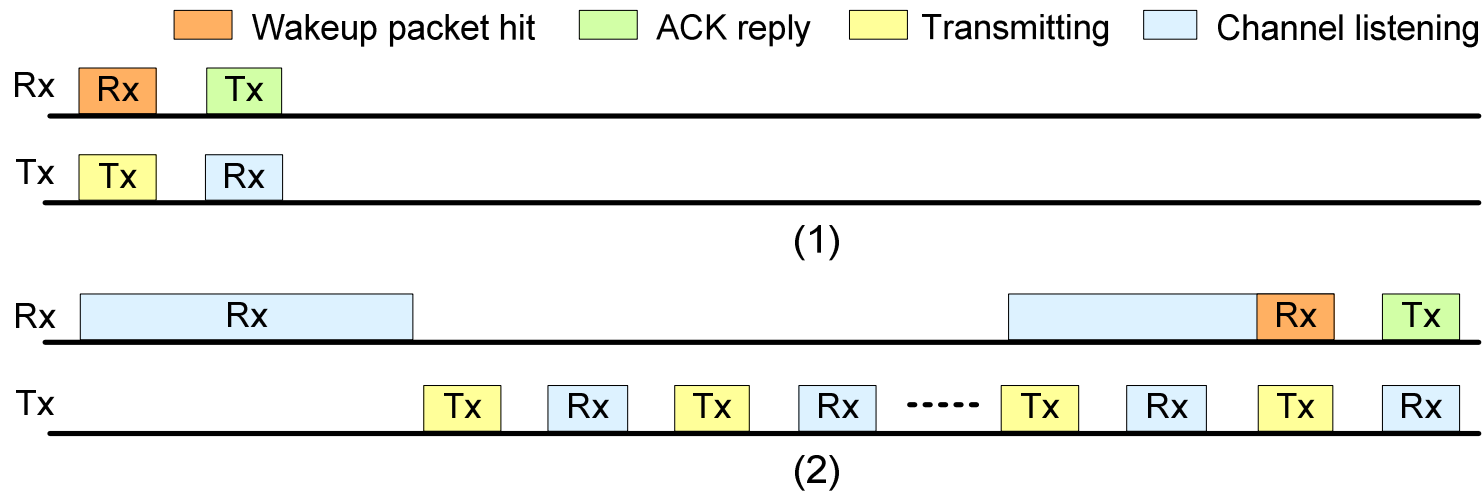 Wakeup packet hit ACK reply Transmitting Channel listening
Rx Rx Tx
Tx Tx Rx
(1)
Rx Rx Rx Tx
Tx Tx Rx Tx Rx Tx Rx Tx Rx
(2)